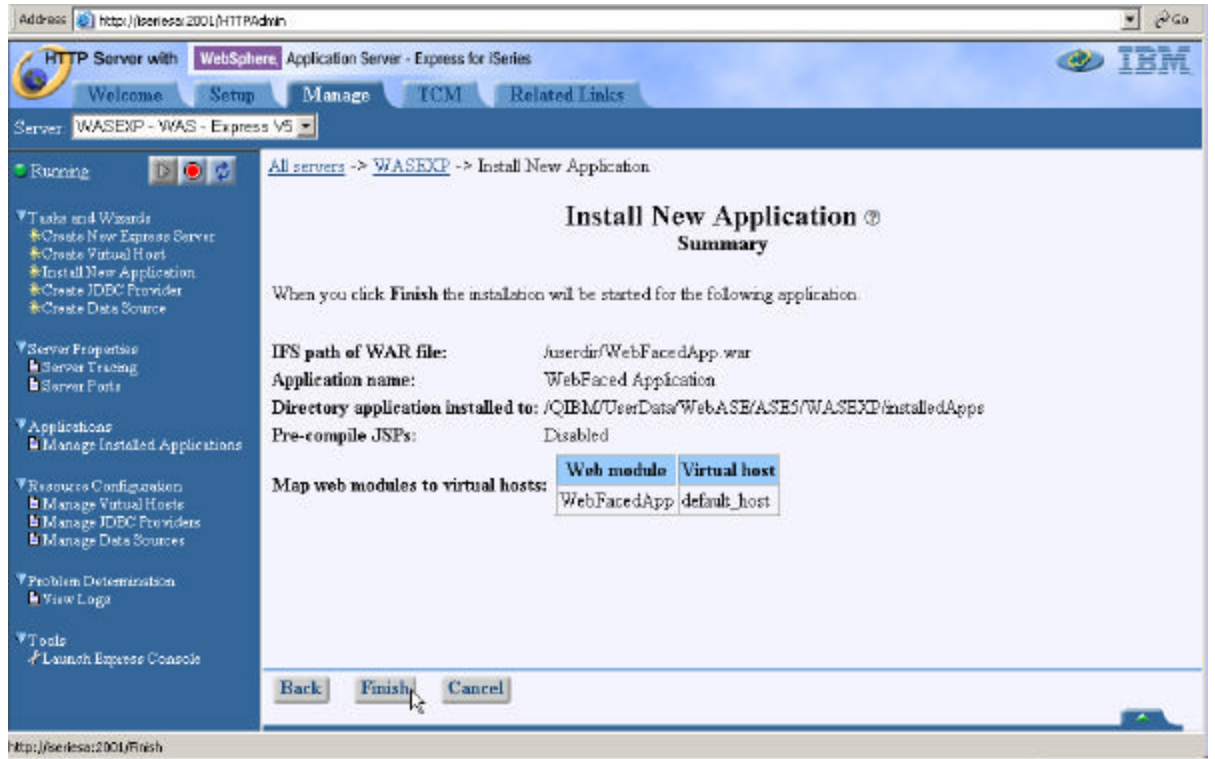 Address http://iseriesa:2001/HTTPAdmin Go
HTTP Server with WebSphere. Application Server - Express for iSeries IBM
Welcome Setup Manage TCM Related Links
Server: WASEXP - WAS - Express V5
Running
All servers -> WASEXP -> Install New Application
Install New Application
Summary
Tasks and Wizards
Create New Express Server
Create Virtual Host
Install New Application
Create JDBC Provider
Create Data Source
Server Properties
Server Tracing
Server Ports
Applications
Manage Installed Applications
Resource Configuration
Manage Virtual Hosts
Manage JDBC Providers
Manage Data Sources
Problem Determination
View Logs
Tools
Launch Express Console
When you click Finish the installation will be started for the following application.
IFS path of WAR file: /userdir/WebFacedApp.war
Application name: WebFaced Application
Directory application installed to: /QIBM/UserData/WebASE/ASE5/WASEXP/installedApps
Pre-compile JSPs: Disabled
Map web modules to virtual hosts:
Web module Virtual host
WebFacedApp default_host
Back Finish Cancel
http://iseriesa:2001/Finish